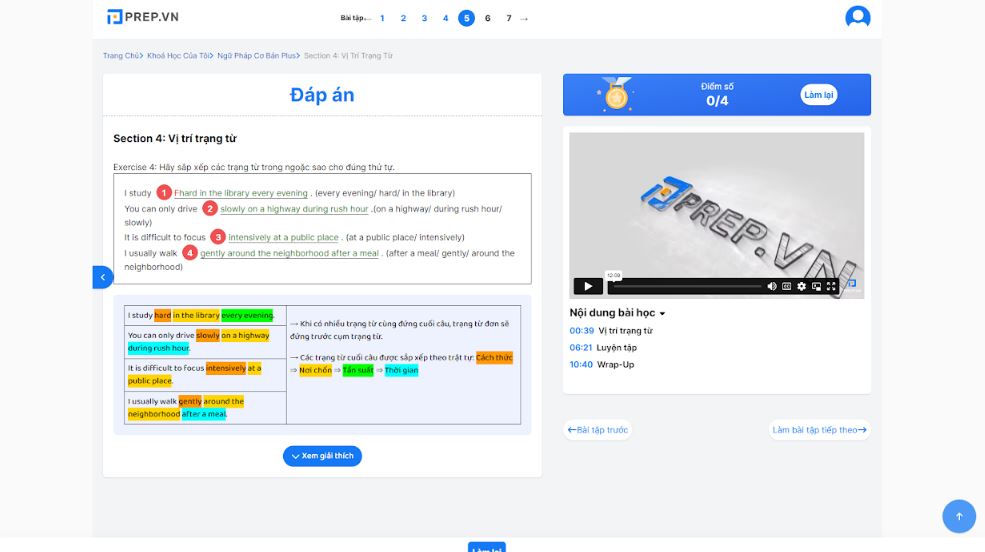 PREP.VN
Bài tập 1 2 3 4 5 6 7
Trang Chủ Khoá Học Của Tôi Ngữ Pháp Cơ Bản Plus Section 4: Vị Trí Trạng Từ
Đáp án
Section 4: Vị trí trạng từ
Exercise 4: Hãy sắp xếp các trạng từ trong ngoặc sao cho đúng thứ tự.
I study 1 Fhard in the library every evening . (every evening/ hard/ in the library)
You can only drive 2 slowly on a highway during rush hour .(on a highway/ during rush hour/
slowly)
It is difficult to focus 3 intensively at a public place . (at a public place/ intensively)
I usually walk 4 gently around the neighborhood after a meal . (after a meal/ gently/ around the
neighborhood)
I study hard in the library every evening.
You can only drive slowly on a highway
during rush hour.
It is difficult to focus intensively at a
public place.
I usually walk gently around the
neighborhood after a meal.
→ Khi có nhiều trạng từ cùng đứng cuối câu, trạng từ đơn sẽ
đứng trước cụm trạng từ.
→ Các trạng từ cuối câu được sắp xếp theo trật tự: Cách thức
⇒ Nơi chốn ⇒ Tần suất ⇒ Thời gian
Xem giải thích
Điểm số
0/4
Làm lại
PREP.VN
12:09
Nội dung bài học
00:39 Vị trí trạng từ
06:21 Luyện tập
10:40 Wrap-Up
←Bài tập trước
Làm bài tập tiếp theo→
Làm lại